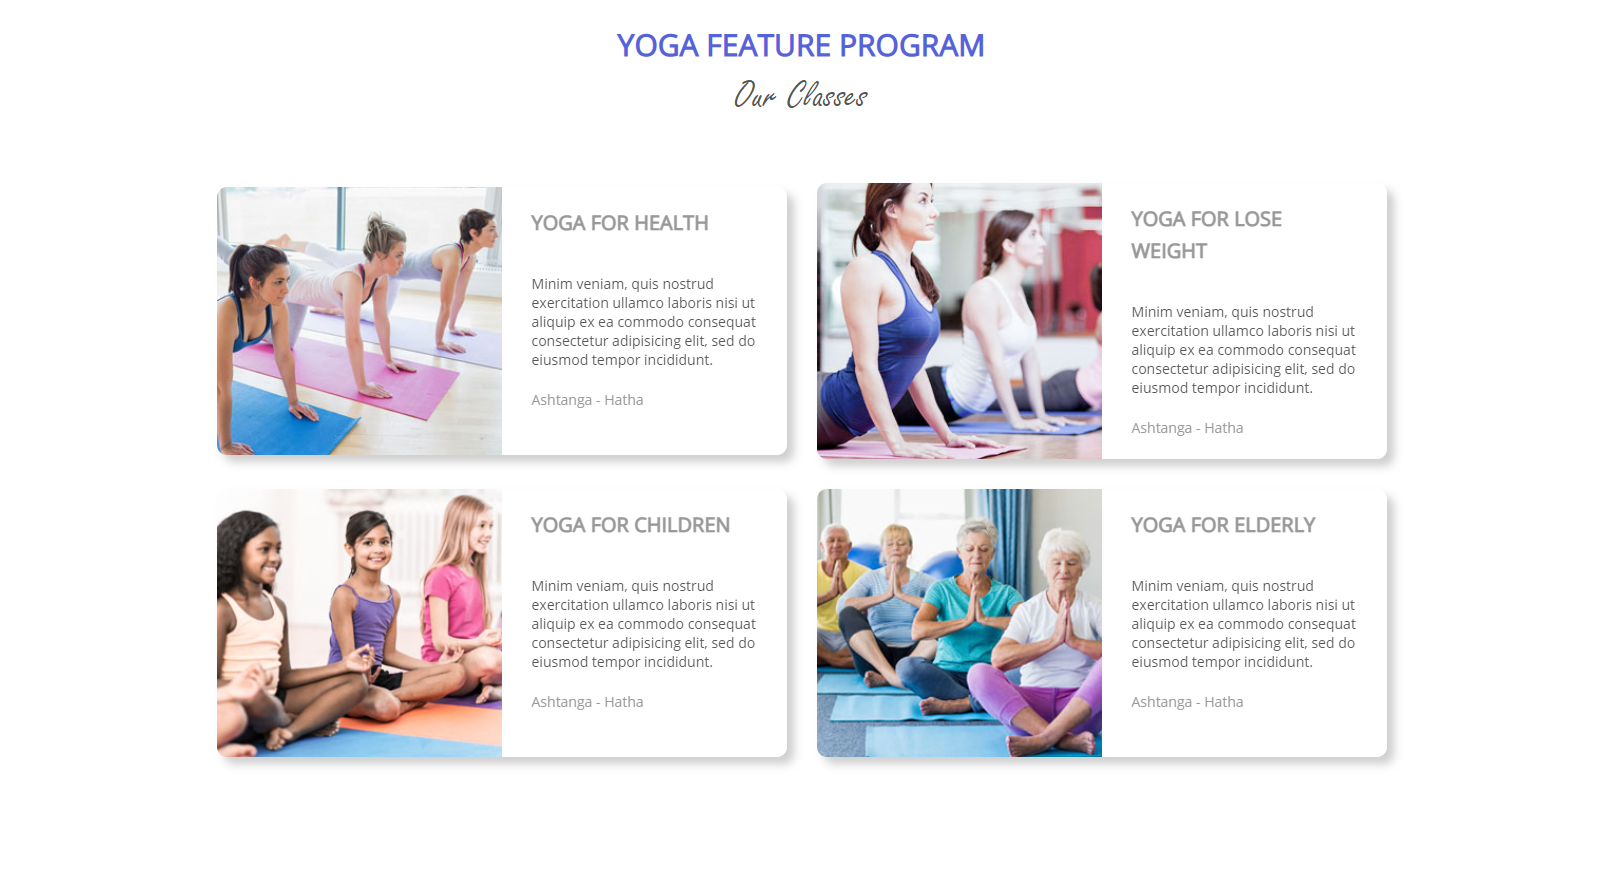 YOGA FEATURE PROGRAM
Our Classes
YOGA FOR HEALTH
Minim veniam, quis nostrud
exercitation ullamco laboris nisi ut
aliquip ex ea commodo consequat
consectetur adipisicing elit, sed do
eiusmod tempor incididunt.
Ashtanga - Hatha
YOGA FOR LOSE
WEIGHT
Minim veniam, quis nostrud
exercitation ullamco laboris nisi ut
aliquip ex ea commodo consequat
consectetur adipisicing elit, sed do
eiusmod tempor incididunt.
Ashtanga - Hatha
YOGA FOR CHILDREN
Minim veniam, quis nostrud
exercitation ullamco laboris nisi ut
aliquip ex ea commodo consequat
consectetur adipisicing elit, sed do
eiusmod tempor incididunt.
Ashtanga - Hatha
YOGA FOR ELDERLY
Minim veniam, quis nostrud
exercitation ullamco laboris nisi ut
aliquip ex ea commodo consequat
consectetur adipisicing elit, sed do
eiusmod tempor incididunt.
Ashtanga - Hatha